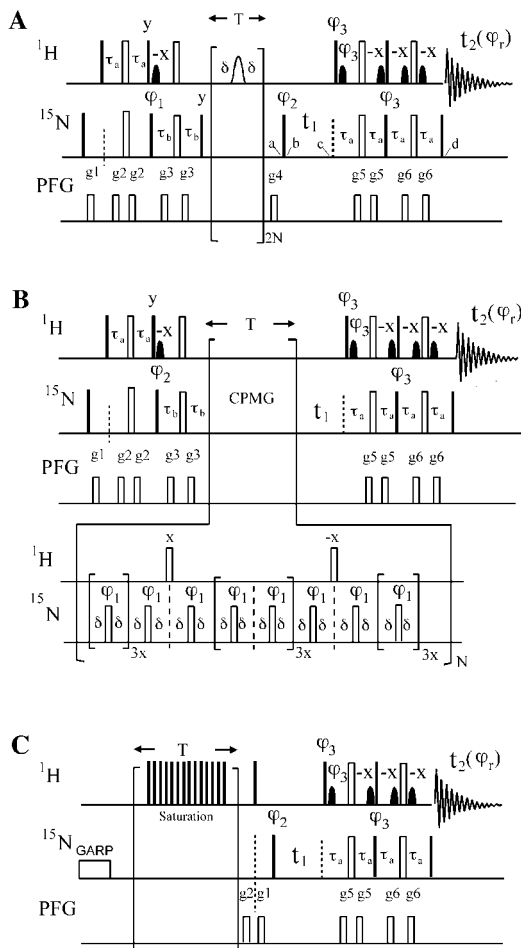 A
y
T
φ3
t2(φr)
1H
τa τa -x δ δ φ3 -x -x -x
φ1 y φ2 φ3
15N
τb τb a b t1 c τa τa τa τa d
g1 g2 g2 g3 g3 g4 g5 g5 g6 g6
PFG
2N
B
y T φ3
t2(φr)
1H
τa τa -x φ3 -x -x -x
φ2 φ3
15N
τb τb CPMG t1 τa τa τa τa
g1 g2 g2 g3 g3 g5 g5 g6 g6
PFG
x -x
1H
15N
φ1 φ1 φ1 φ1 φ1 φ1 φ1 φ1
δ δ δ δ δ δ δ δ δ δ δ δ δ δ δ δ
3x 3x 3x N
C
T φ3
t2(φr)
1H
φ3 -x -x -x
Saturation
φ2 φ3
15N
GARP t1 τa τa τa τa
g2 g1 g5 g5 g6 g6
PFG